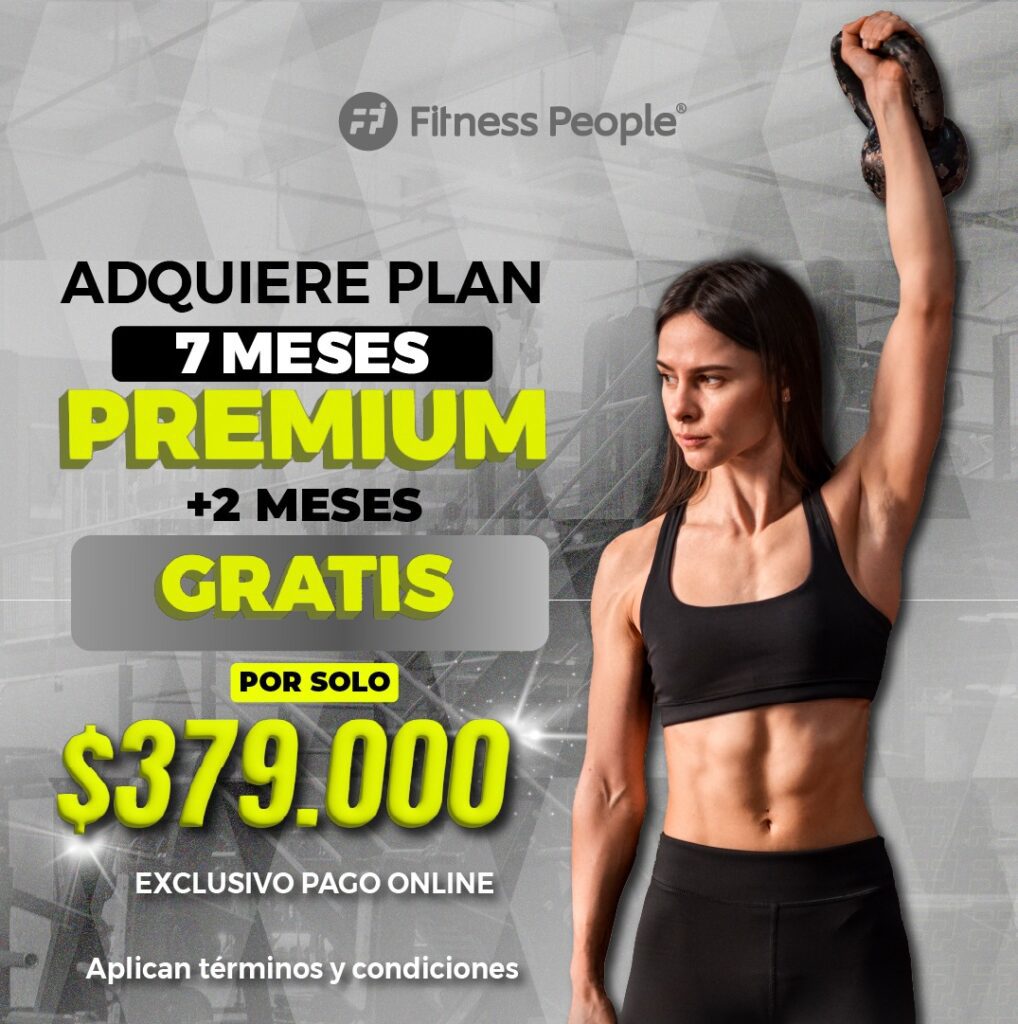 Fitness People®
ADQUIERE PLAN
7 MESES
PREMIUM
+2 MESES
GRATIS
POR SOLO
$379.000
EXCLUSIVO PAGO ONLINE
Aplican términos y condiciones